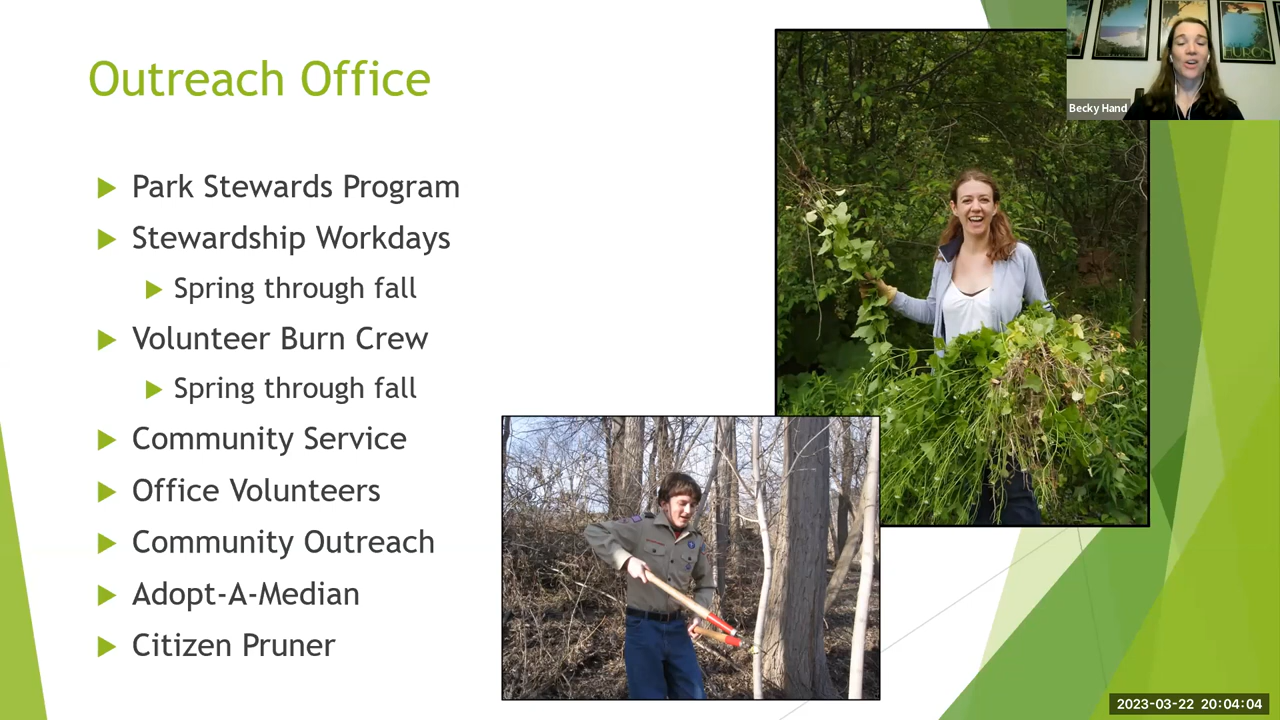 Outreach Office
Park Stewards Program
Stewardship Workdays
Spring through fall
Volunteer Burn Crew
Spring through fall
Community Service
Office Volunteers
Community Outreach
Adopt-A-Median
Citizen Pruner
HURON
Becky Hand
2023-03-22 20:04:04